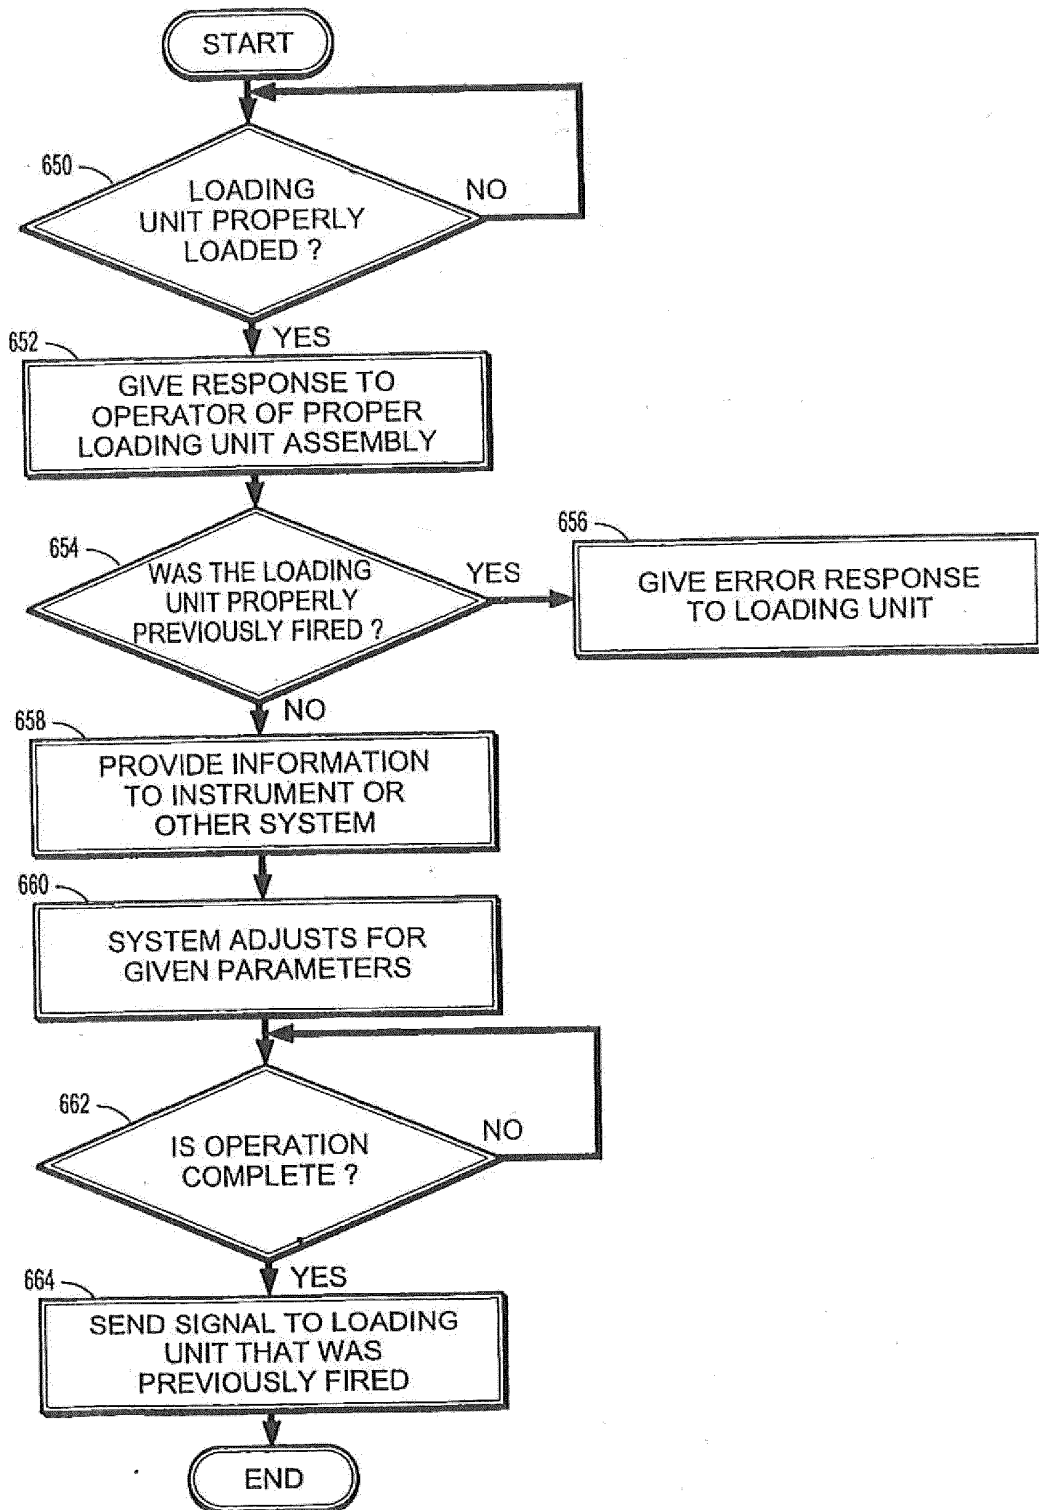 START
650
LOADING
UNIT PROPERLY
LOADED ?
NO
YES
652
GIVE RESPONSE TO
OPERATOR OF PROPER
LOADING UNIT ASSEMBLY
654
WAS THE LOADING
UNIT PROPERLY
PREVIOUSLY FIRED ?
YES
656
GIVE ERROR RESPONSE
TO LOADING UNIT
NO
658
PROVIDE INFORMATION
TO INSTRUMENT OR
OTHER SYSTEM
660
SYSTEM ADJUSTS FOR
GIVEN PARAMETERS
662
IS OPERATION
COMPLETE ?
NO
YES
664
SEND SIGNAL TO LOADING
UNIT THAT WAS
PREVIOUSLY FIRED
END